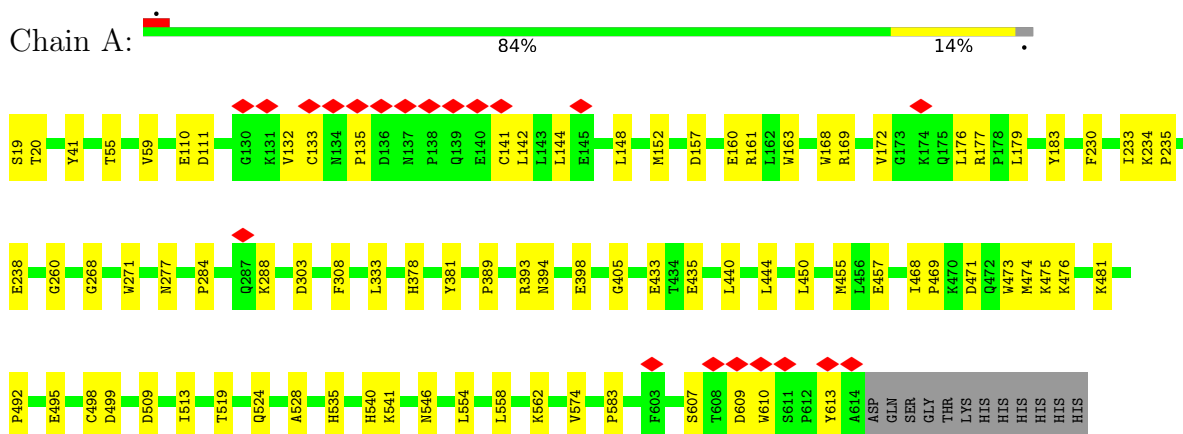 Chain A:
84% 14%
S19 T20 Y41 T55 V59 E110 D111 G130 K131 V132 C133 N134 P135 D136 N137 P138 Q139 E140 C141 L142 L143 L144 E145 L148 M152 D157 E160 R161 L162 W163 W168 R169 V172 G173 K174 Q175 L176 R177 P178 L179 Y183 F230 I233 K234 P235
E238 G260 G268 W271 N277 P284 Q287 K288 D303 F308 L333 H378 Y381 P389 R393 N394 E398 G405 E433 T434 E435 L440 L444 L450 M455 L456 E457 I468 P469 K470 D471 Q472 W473 M474 K475 K476 K481
P492 E495 C498 D499 D509 I513 T519 Q524 A528 H535 H540 K541 N546 L554 L558 K562 V574 P583 F603 S607 T608 D609 W610 S611 P612 Y613 A614 ASP GLN SER GLY THR LYS HIS HIS HIS HIS HIS HIS